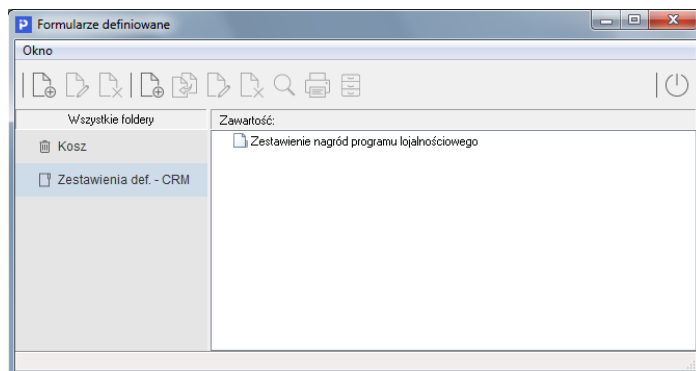 P Formularze definiowane
Okno
Wszystkie foldery
Zawartość:
Kosz
Zestawienie nagród programu lojalnościowego
Zestawienia def. - CRM